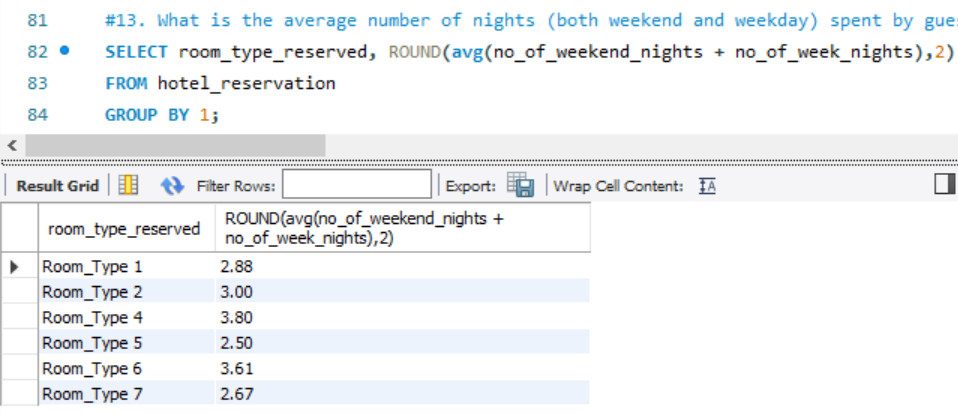 81 #13. What is the average number of nights (both weekend and weekday) spent by gue
82 SELECT room_type_reserved, ROUND(avg(no_of_weekend_nights + no_of_week_nights),2)
83 FROM hotel_reservation
84 GROUP BY 1;
Result Grid Filter Rows: Export: Wrap Cell Content: IA
room_type_reserved ROUND(avg(no_of_weekend_nights +
no_of_week_nights),2)
Room_Type 1 2.88
Room_Type 2 3.00
Room_Type 4 3.80
Room_Type 5 2.50
Room_Type 6 3.61
Room_Type 7 2.67